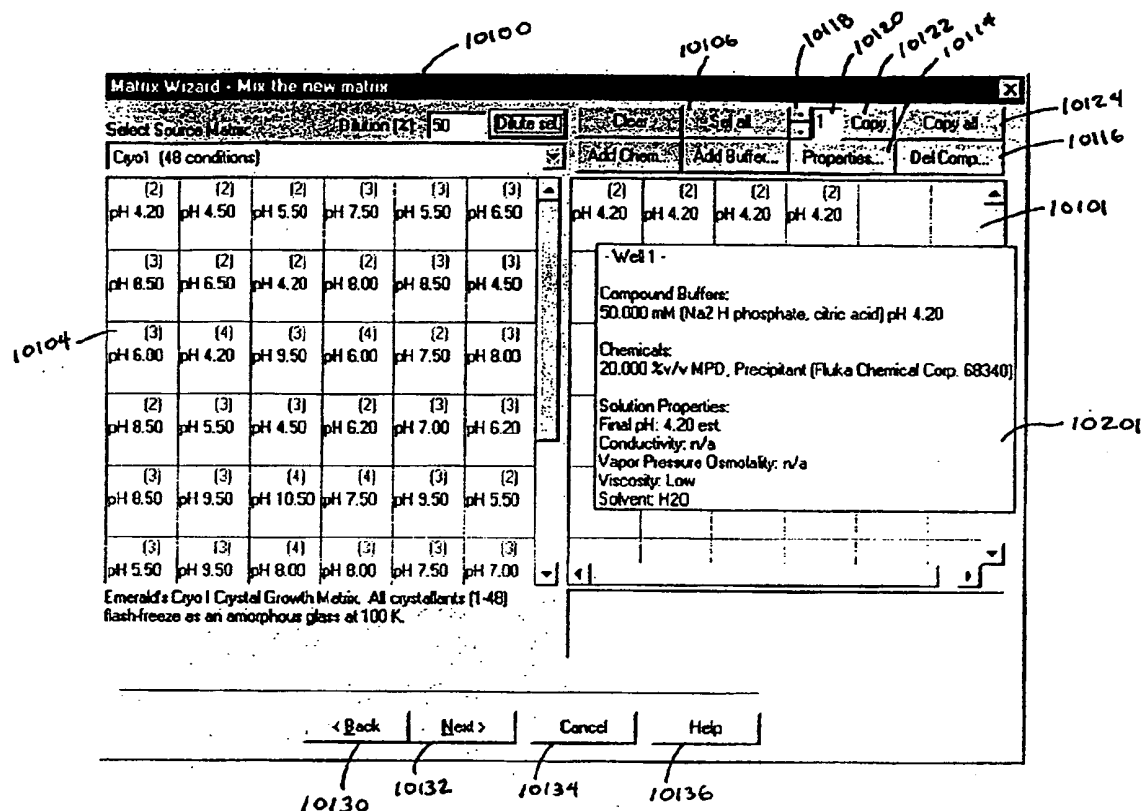 10100
10106
10118
10120
10122
10114
Matrix Wizard - Mix the new matrix
Select Source Matrix Dilution [%] 50 Dilute sel
Clear Sel all 1 Copy Copy all
10124
Cryo1 (48 conditions)
Add Chem... Add Buffer... Properties... Del Comp...
10116
(2) (2) (2) (3) (3) (3)
pH 4.20 pH 4.50 pH 5.50 pH 7.50 pH 5.50 pH 6.50
(2) (2) (2) (2)
pH 4.20 pH 4.20 pH 4.20 pH 4.20
10101
(3) (2) (2) (2) (3) (3)
pH 8.50 pH 6.50 pH 4.20 pH 8.00 pH 8.50 pH 4.50
10104
(3) (4) (3) (4) (2) (3)
pH 6.00 pH 4.20 pH 9.50 pH 6.00 pH 7.50 pH 8.00
(2) (3) (3) (2) (3) (3)
pH 8.50 pH 5.50 pH 4.50 pH 6.20 pH 7.00 pH 6.20
(3) (3) (4) (4) (3) (2)
pH 8.50 pH 9.50 pH 10.50 pH 7.50 pH 9.50 pH 5.50
(3) (3) (4) (3) (3) (3)
pH 5.50 pH 9.50 pH 8.00 pH 8.00 pH 7.50 pH 7.00
- Well 1 -
Compound Buffers:
50.000 mM (Na2 H phosphate, citric acid) pH 4.20
Chemicals:
20.000 %v/v MPD, Precipitant (Fluka Chemical Corp. 68340)
Solution Properties:
Final pH: 4.20 est.
Conductivity: n/a
Vapor Pressure Osmolality: n/a
Viscosity: Low
Solvent: H2O
10201
Emerald's Cryo I Crystal Growth Matrix. All crystallants (1-48)
flash-freeze as an amorphous glass at 100 K.
< Back Next > Cancel Help
10130
10132
10134
10136